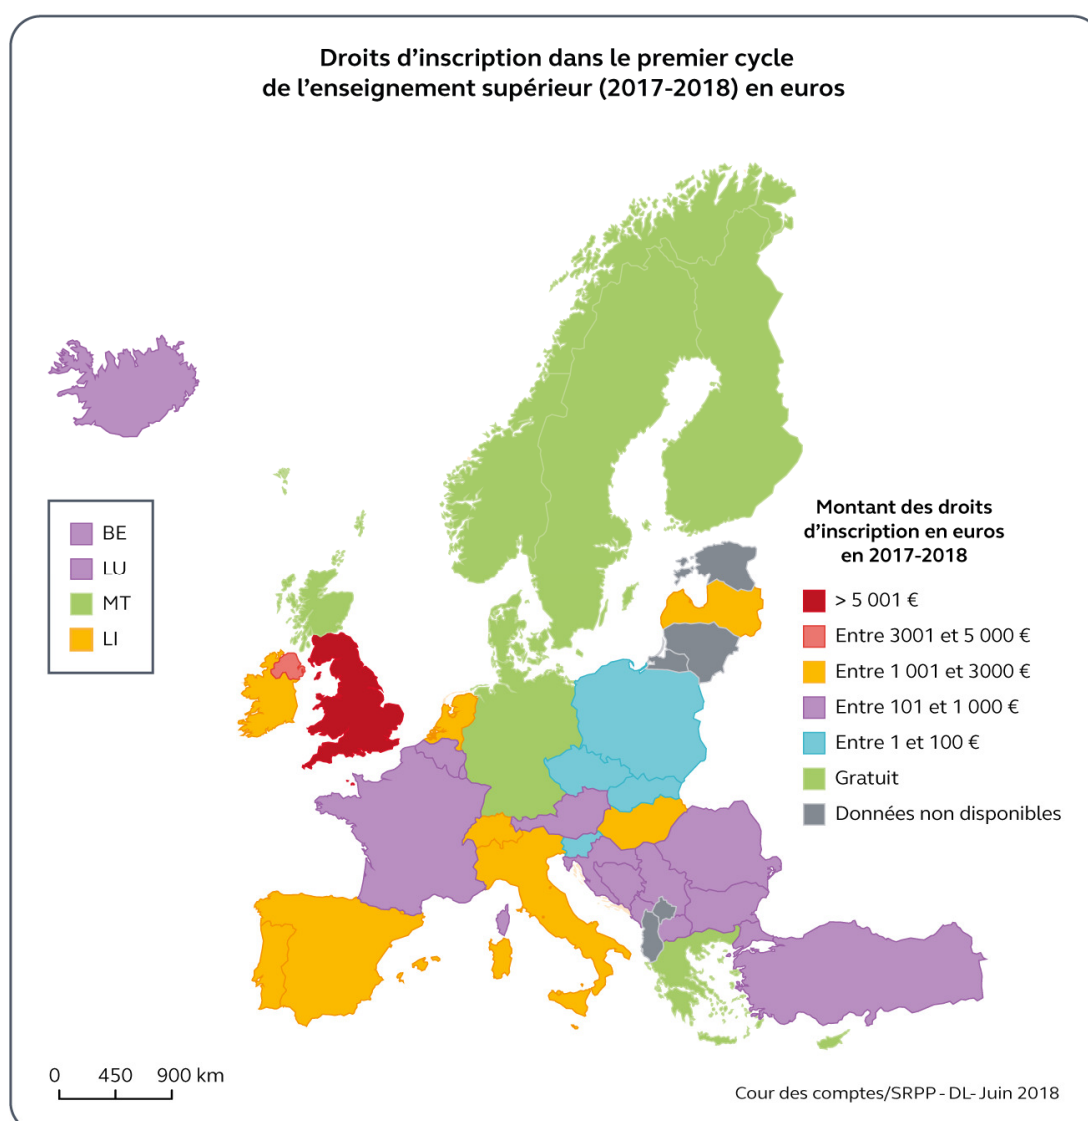 Droits d’inscription dans le premier cycle
de l’enseignement supérieur (2017-2018) en euros
BE
LU
MT
LI
Montant des droits
d’inscription en euros
en 2017-2018
> 5 001 €
Entre 3001 et 5 000 €
Entre 1 001 et 3000 €
Entre 101 et 1 000 €
Entre 1 et 100 €
Gratuit
Données non disponibles
0 450 900 km
Cour des comptes/SRPP - DL- Juin 2018